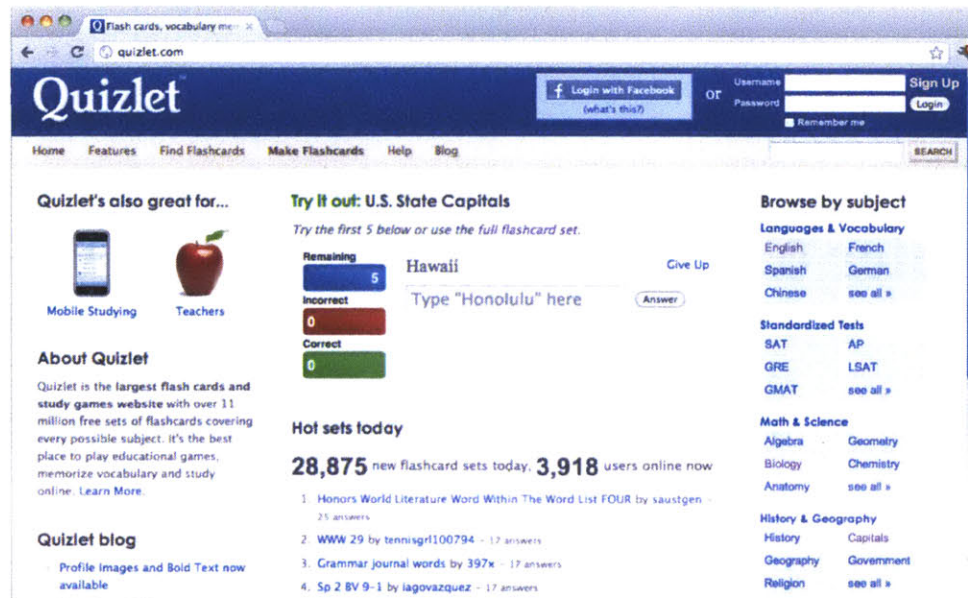 Flash cards, vocabulary me
quizlet.com
Quizlet
Login with Facebook
(what's this?)
or
Username
Password
Remember me
Sign Up
Login
Home Features Find Flashcards Make Flashcards Help Blog
SEARCH
Quizlet's also great for...
Mobile Studying Teachers
About Quizlet
Quizlet is the largest flash cards and
study games website with over 11
million free sets of flashcards covering
every possible subject. It's the best
place to play educational games,
memorize vocabulary and study
online. Learn More.
Quizlet blog
Profile Images and Bold Text now
available
Try it out: U.S. State Capitals
Try the first 5 below or use the full flashcard set.
Remaining
5
Incorrect
0
Correct
0
Hawaii
Give Up
Type "Honolulu" here
Answer
Hot sets today
28,875 new flashcard sets today, 3,918 users online now
1. Honors World Literature Word Within The Word List FOUR by saustgen -
25 answers
2. WWW 29 by tennisgrl100794 - 17 answers
3. Grammar journal words by 397x - 17 answers
4. Sp 2 BV 9-1 by iagovazquez - 17 answers
Browse by subject
Languages & Vocabulary
English French
Spanish German
Chinese see all »
Standardized Tests
SAT AP
GRE LSAT
GMAT see all »
Math & Science
Algebra Geometry
Biology Chemistry
Anatomy see all »
History & Geography
History Capitals
Geography Government
Religion see all »